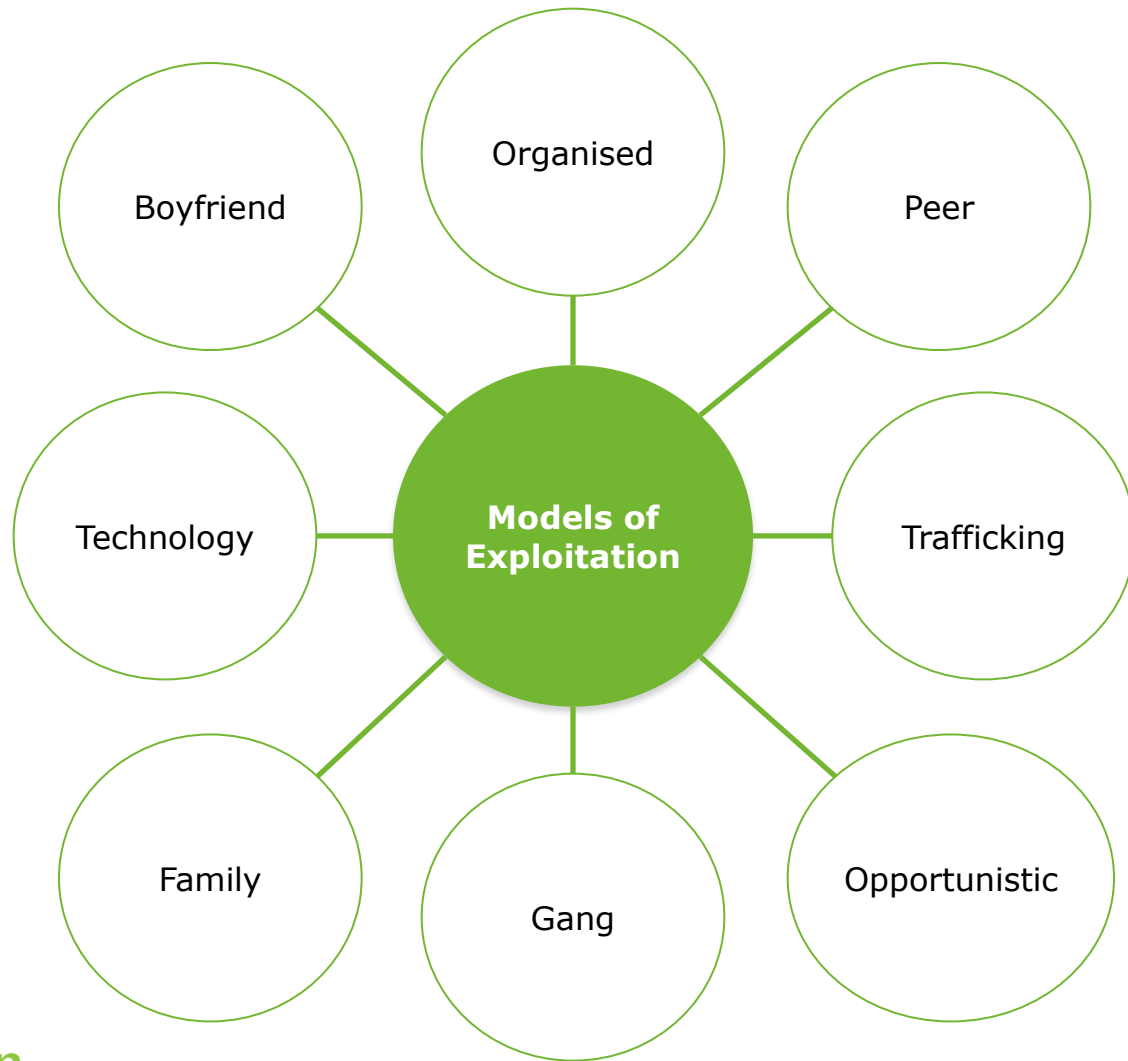 Organised
Boyfriend
Peer
Models of
Exploitation
Technology
Trafficking
Family
Opportunistic
Gang